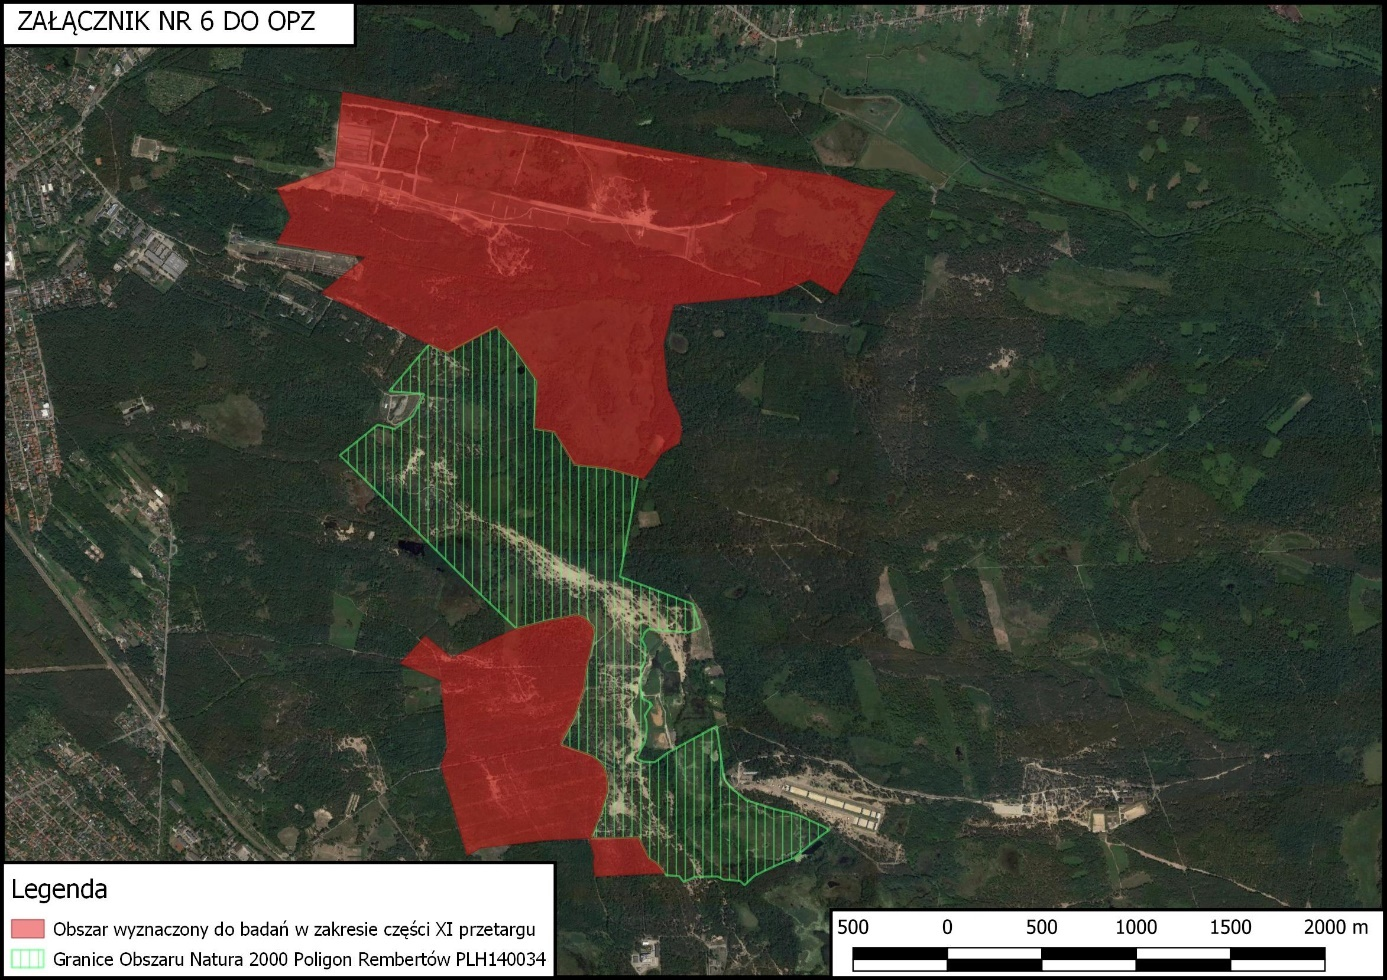 ZAŁĄCZNIK NR 6 DO OPZ
Legenda
Obszar wyznaczony do badań w zakresie części XI przetargu
Granice Obszaru Natura 2000 Poligon Rembertów PLH140034
500 0 500 1000 1500 2000 m